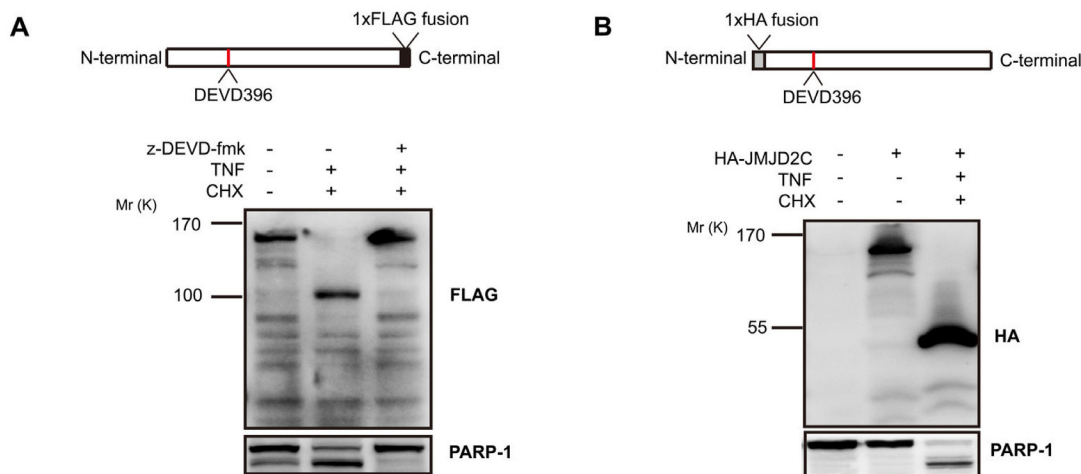 A
1xFLAG fusion
N-terminal
C-terminal
DEVD396
z-DEVD-fmk - - +
TNF - + +
CHX - + +
Mr (K)
170
100
FLAG
PARP-1
B
1xHA fusion
N-terminal
C-terminal
DEVD396
HA-JMJD2C - + +
TNF - - +
CHX - - +
Mr (K)
170
55
HA
PARP-1